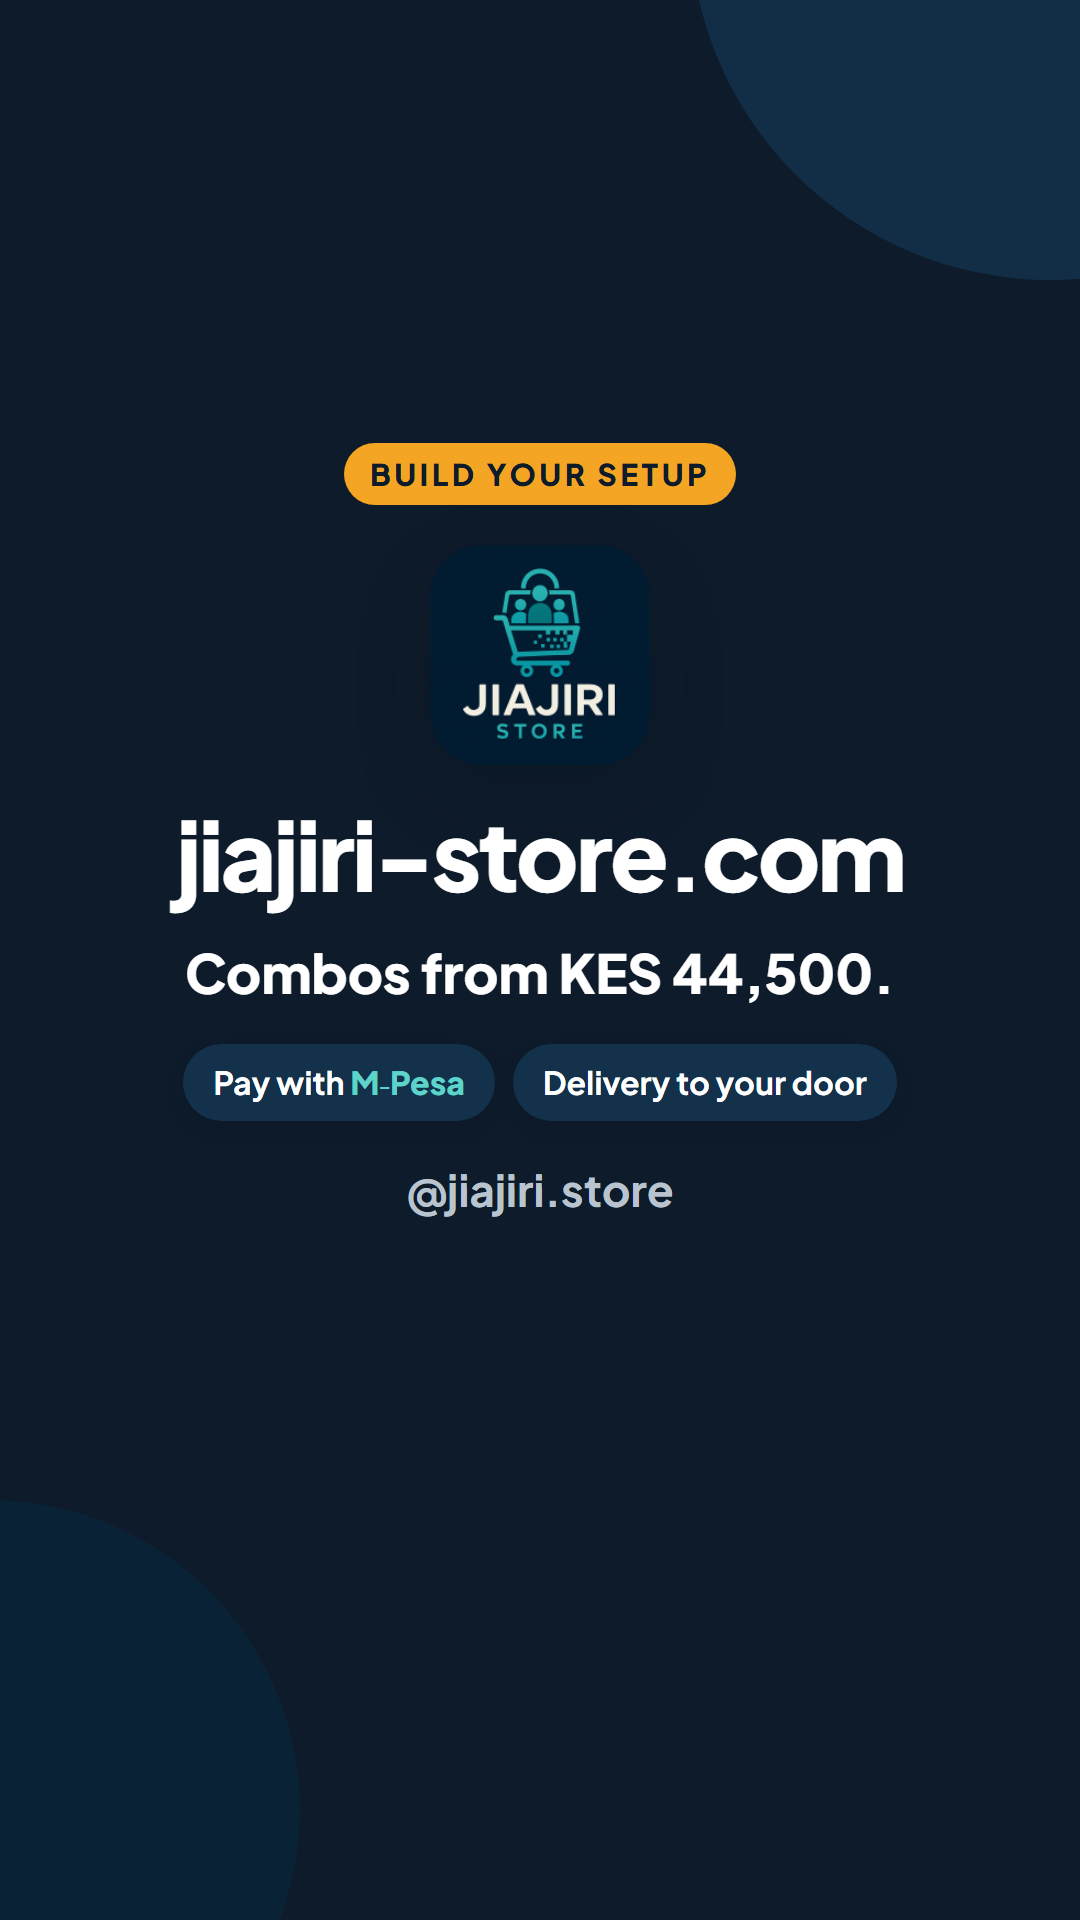 BUILD YOUR SETUP
JIAJIRI
STORE
jiajiri-store.com
Combos from KES 44,500.
Pay with M-Pesa
Delivery to your door
@jiajiri.store